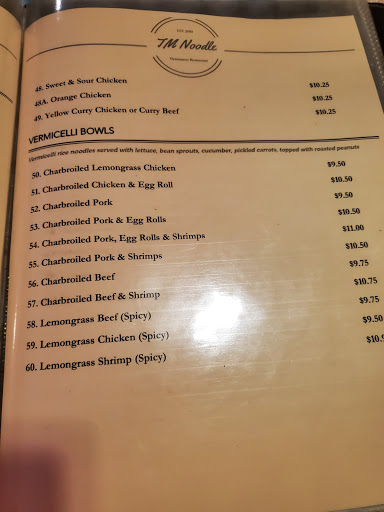 TM Noodle
Vietnamese Restaurant
48. Sweet & Sour Chicken $10.25
48A. Orange Chicken $10.25
49. Yellow Curry Chicken or Curry Beef $10.25
VERMICELLI BOWLS
Vermicelli rice noodles served with lettuce, bean sprouts, cucumber, pickled carrots, topped with roasted peanuts
50. Charbroiled Lemongrass Chicken $9.50
51. Charbroiled Chicken & Egg Roll $10.50
52. Charbroiled Pork $9.50
53. Charbroiled Pork & Egg Rolls $10.50
54. Charbroiled Pork, Egg Rolls & Shrimps $11.00
55. Charbroiled Pork & Shrimps $10.50
56. Charbroiled Beef $9.75
57. Charbroiled Beef & Shrimp $10.75
58. Lemongrass Beef (Spicy) $9.75
59. Lemongrass Chicken (Spicy) $9.50
60. Lemongrass Shrimp (Spicy)